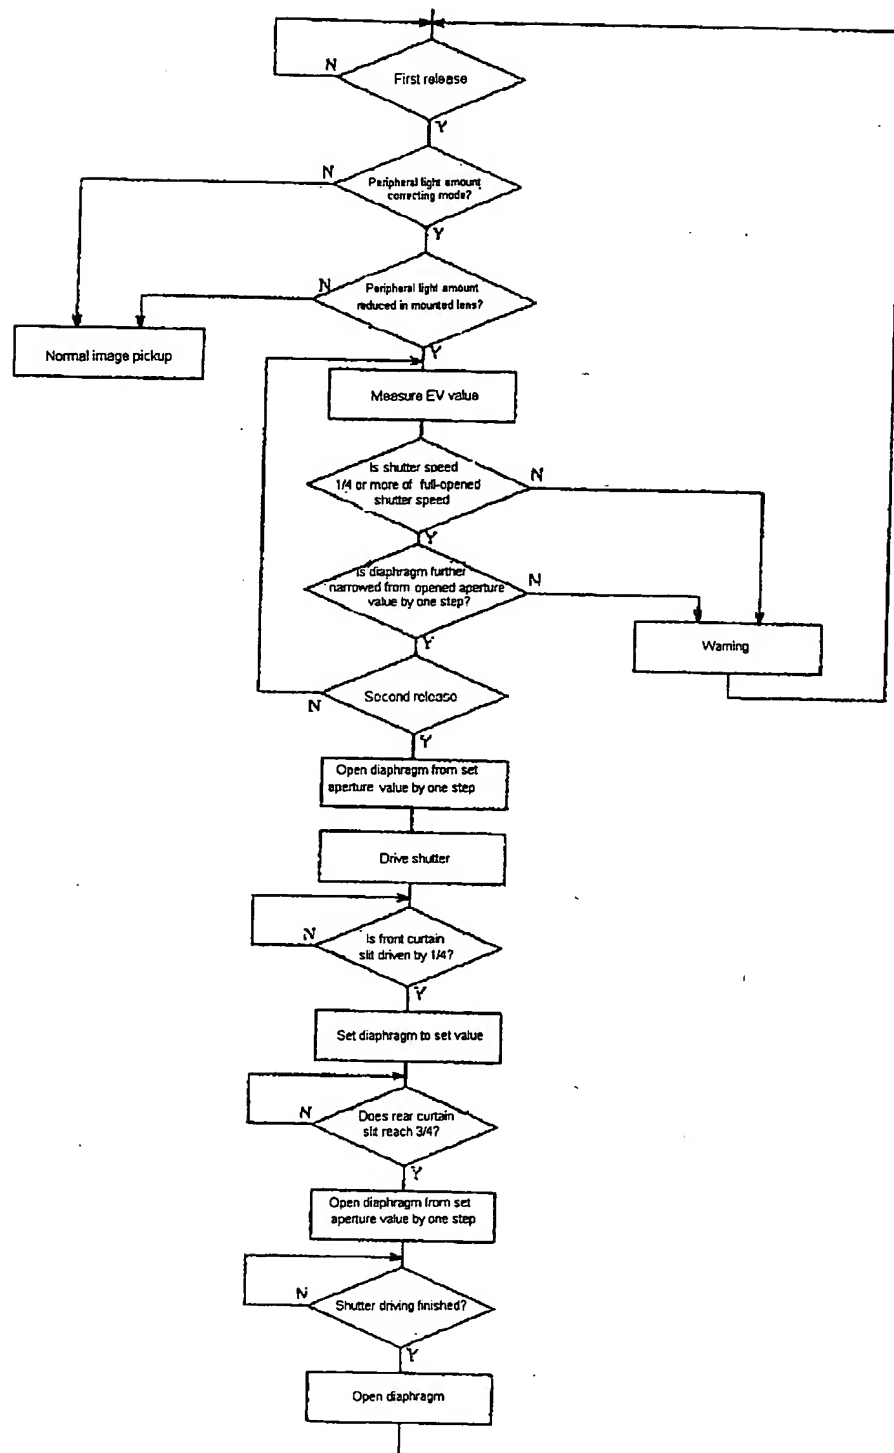 N
First release
Y
N
Peripheral light amount
correcting mode?
Y
N
Peripheral light amount
reduced in mounted lens?
Normal image pickup
Y
Measure EV value
Is shutter speed
1/4 or more of full-opened
shutter speed
N
Y
Is diaphragm further
narrowed from opened aperture
value by one step?
N
Warning
Y
Second release
N
Y
Open diaphragm from set
aperture value by one step
Drive shutter
N
Is front curtain
slit driven by 1/4?
Y
Set diaphragm to set value
N
Does rear curtain
slit reach 3/4?
Y
Open diaphragm from set
aperture value by one step
N
Shutter driving finished?
Y
Open diaphragm